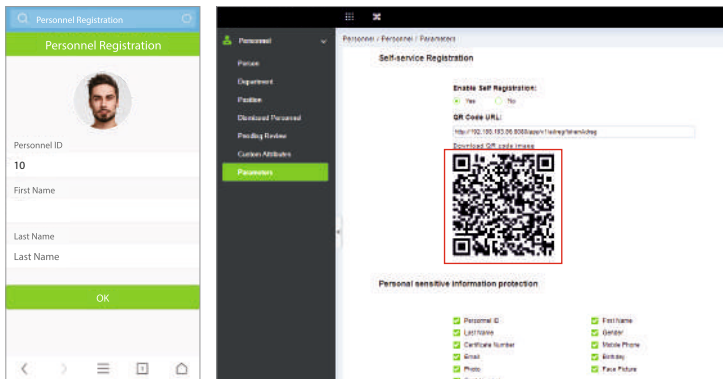 Personnel Registration
Personnel Registration
Personnel ID
10
First Name
Last Name
Last Name
OK
1
Personnel
Person
Department
Position
Dismissed Personnel
Pending Review
Custom Attributes
Parameters
Personnel / Personnel / Parameters
Self-service Registration
Enable Self Registration:
Yes No
QR Code URL:
Download QR code image
Personal sensitive information protection
Personnel ID First Name
Last Name Gender
Certificate Number Mobile Phone
Email Birthday
Photo Face Picture